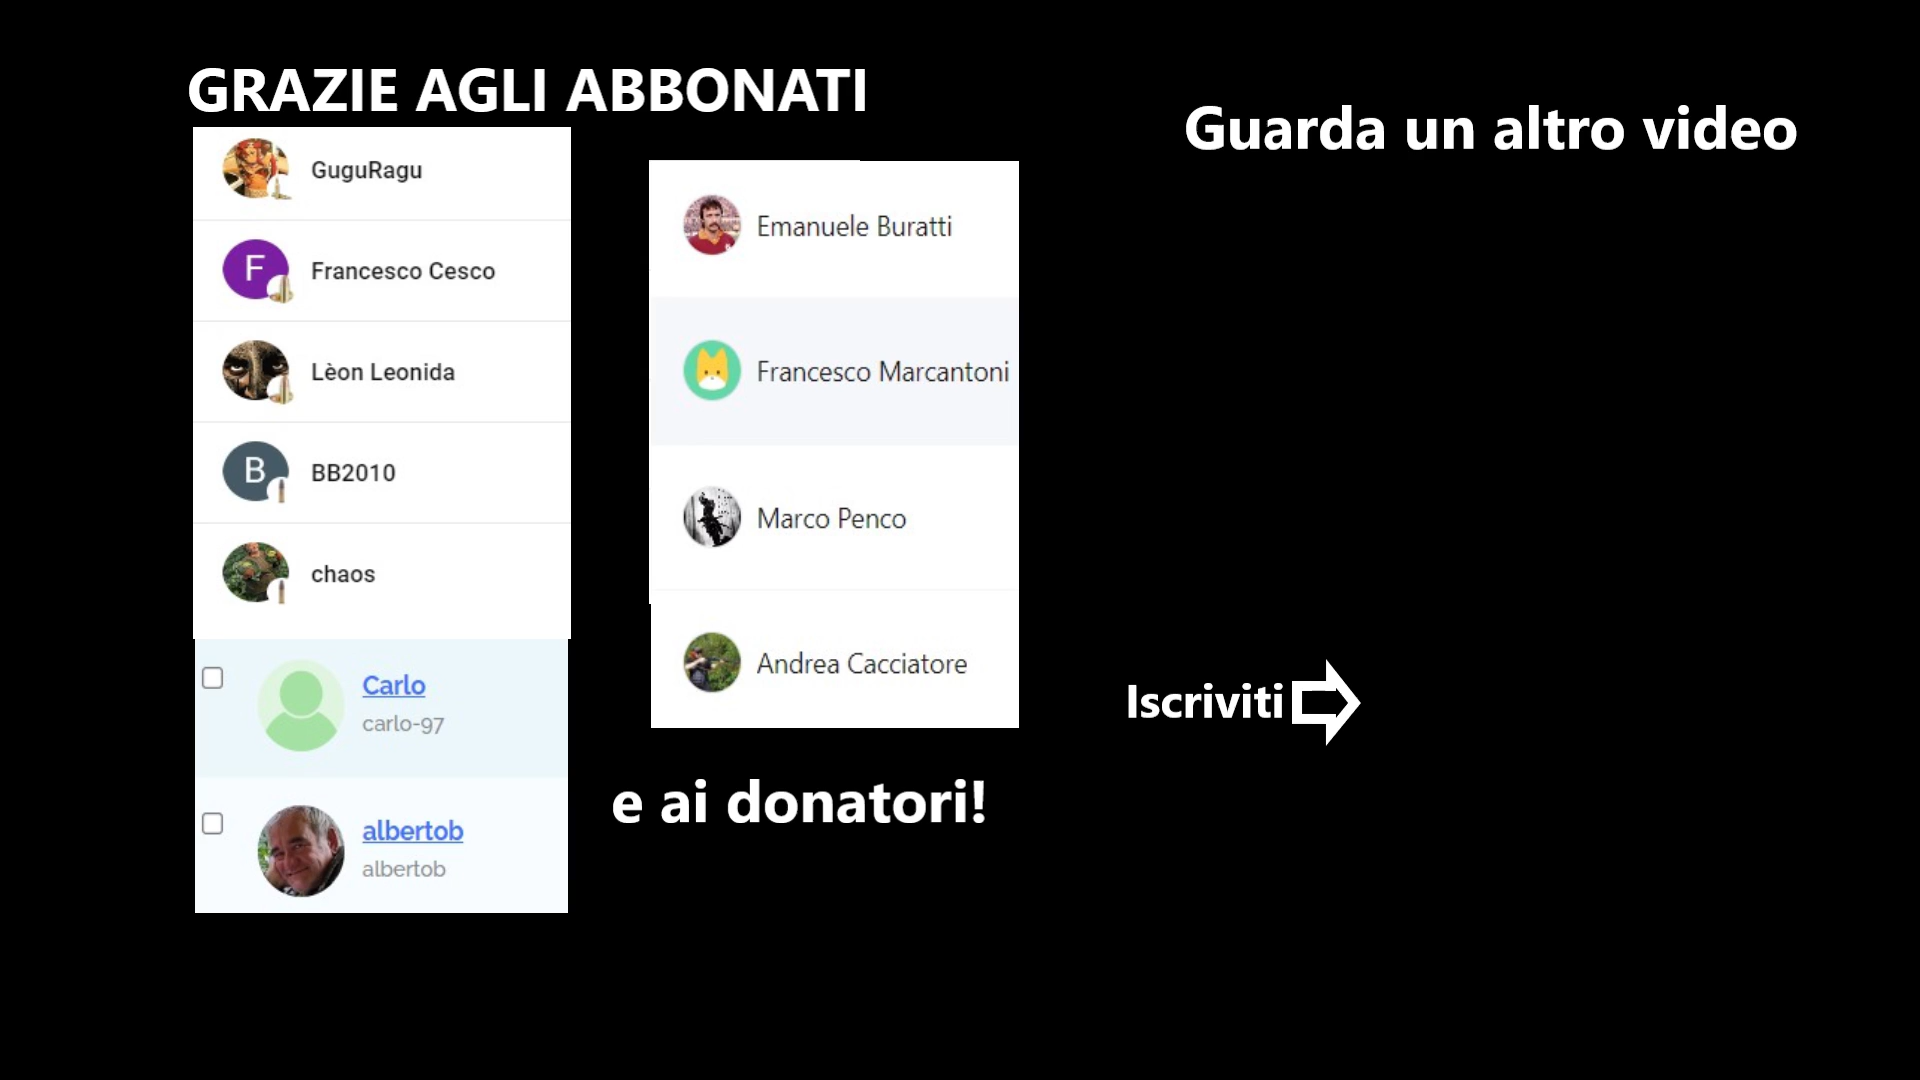 GRAZIE AGLI ABBONATI
GuguRagu
F
Francesco Cesco
Lèon Leonida
B
BB2010
chaos
Carlo
carlo-97
albertob
albertob
Emanuele Buratti
Francesco Marcantoni
Marco Penco
Andrea Cacciatore
e ai donatori!
Guarda un altro video
Iscriviti